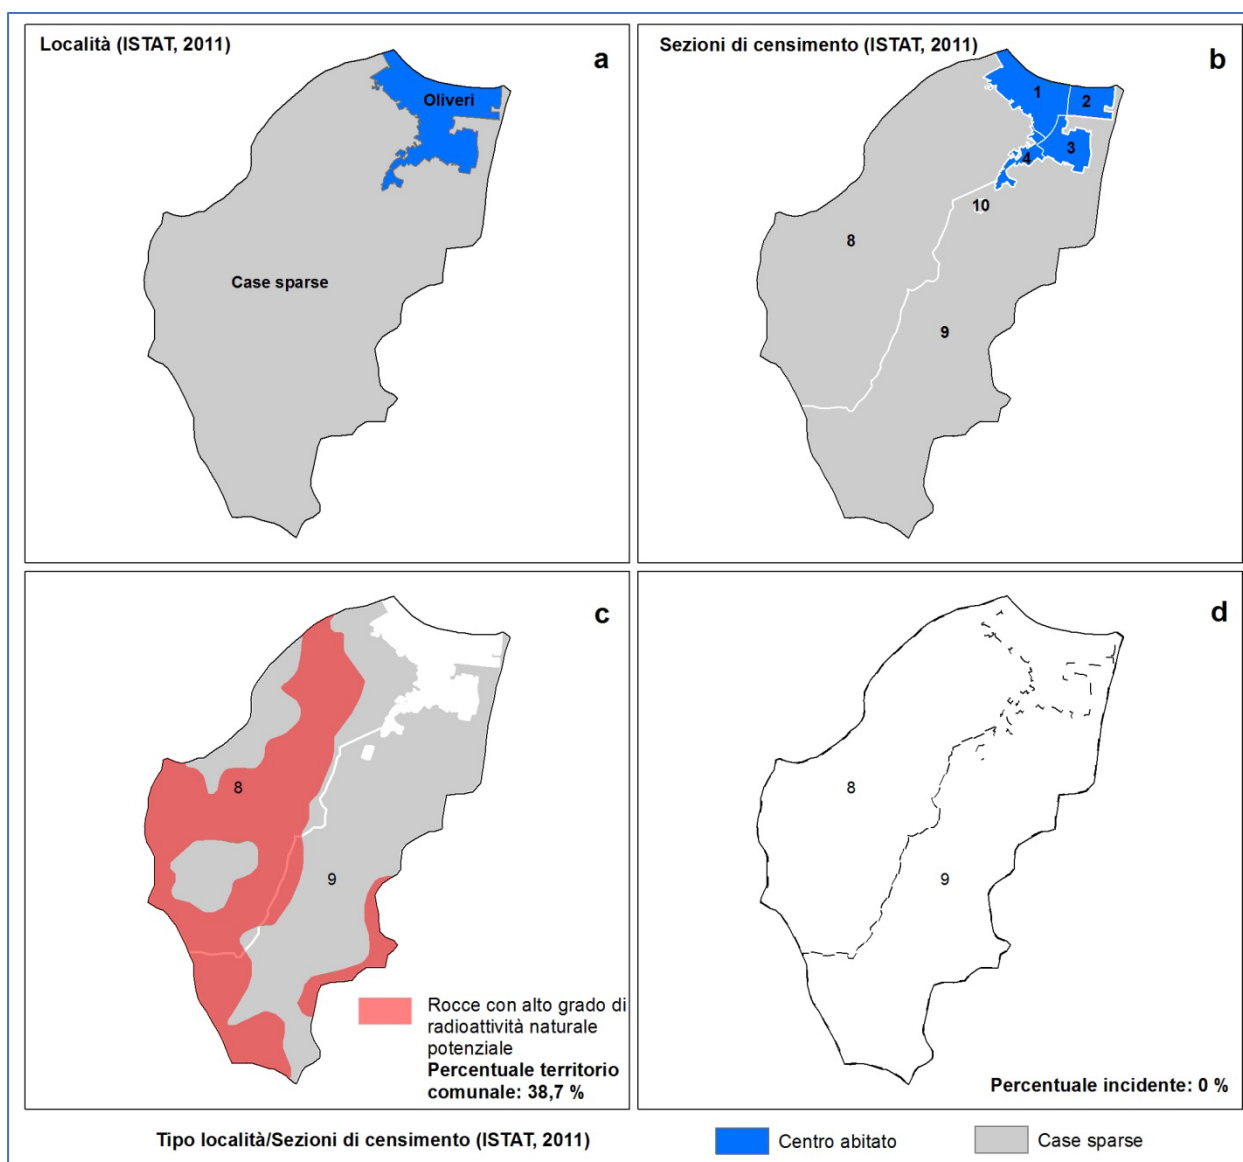 Località (ISTAT, 2011)
a
Oliveri
Case sparse
Sezioni di censimento (ISTAT, 2011)
b
1
2
3
4
10
8
9
c
8
9
Rocce con alto grado di
radioattività naturale
potenziale
Percentuale territorio
comunale: 38,7 %
d
8
9
Percentuale incidente: 0 %
Tipo località/Sezioni di censimento (ISTAT, 2011)
Centro abitato
Case sparse